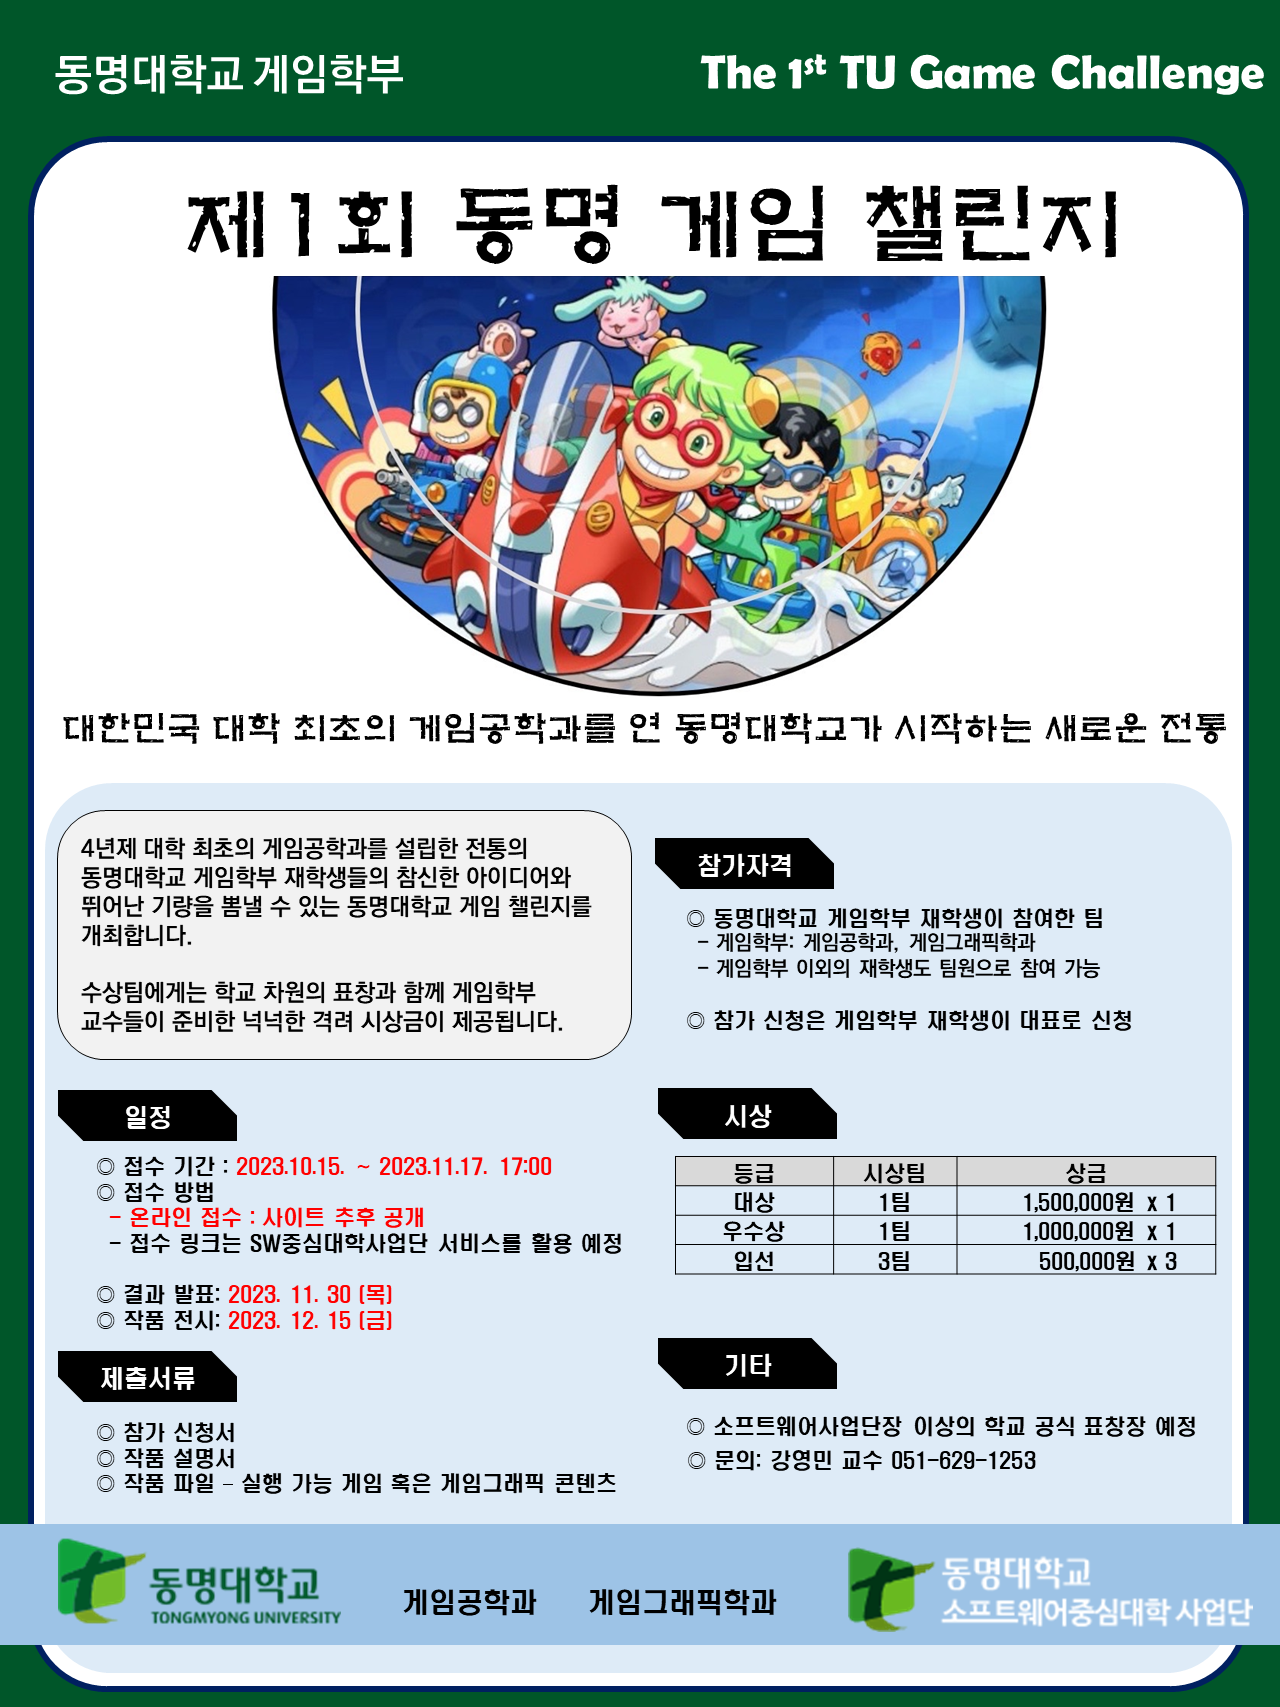 동명대학교 게임학부
The 1st TU Game Challenge
제1회 동명 게임 챌린지
대한민국 대학 최초의 게임공학과를 연 동명대학교가 시작하는 새로운 전통
4년제 대학 최초의 게임공학과를 설립한 전통의
동명대학교 게임학부 재학생들의 참신한 아이디어와
뛰어난 기량을 뽐낼 수 있는 동명대학교 게임 챌린지를
개최합니다.
수상팀에게는 학교 차원의 표창과 함께 게임학부
교수들이 준비한 넉넉한 격려 시상금이 제공됩니다.
참가자격
◎ 동명대학교 게임학부 재학생이 참여한 팀
- 게임학부: 게임공학과, 게임그래픽학과
- 게임학부 이외의 재학생도 팀원으로 참여 가능
◎ 참가 신청은 게임학부 재학생이 대표로 신청
일정
◎ 접수 기간 : 2023.10.15. ~ 2023.11.17. 17:00
◎ 접수 방법
- 온라인 접수 : 사이트 추후 공개
- 접수 링크는 SW중심대학사업단 서비스를 활용 예정
◎ 결과 발표: 2023. 11. 30 (목)
◎ 작품 전시: 2023. 12. 15 (금)
시상
등급 시상팀 상금
대상 1팀 1,500,000원 x 1
우수상 1팀 1,000,000원 x 1
입선 3팀 500,000원 x 3
제출서류
◎ 참가 신청서
◎ 작품 설명서
◎ 작품 파일 – 실행 가능 게임 혹은 게임그래픽 콘텐츠
기타
◎ 소프트웨어사업단장 이상의 학교 공식 표창장 예정
◎ 문의: 강영민 교수 051-629-1253
동명대학교
TONGMYONG UNIVERSITY
게임공학과 게임그래픽학과
동명대학교
소프트웨어중심대학 사업단